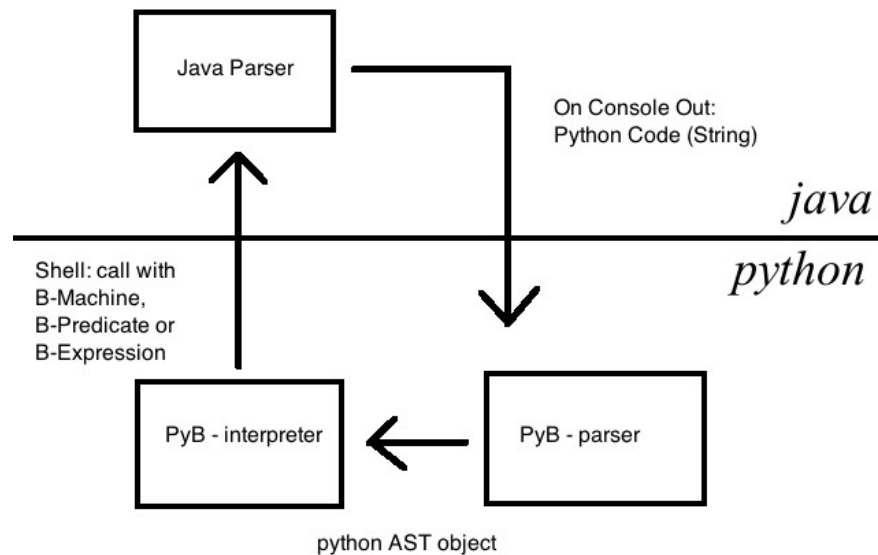 Java Parser
On Console Out:
Python Code (String)
java
python
Shell: call with
B-Machine,
B-Predicate or
B-Expression
PyB - interpreter
PyB - parser
python AST object